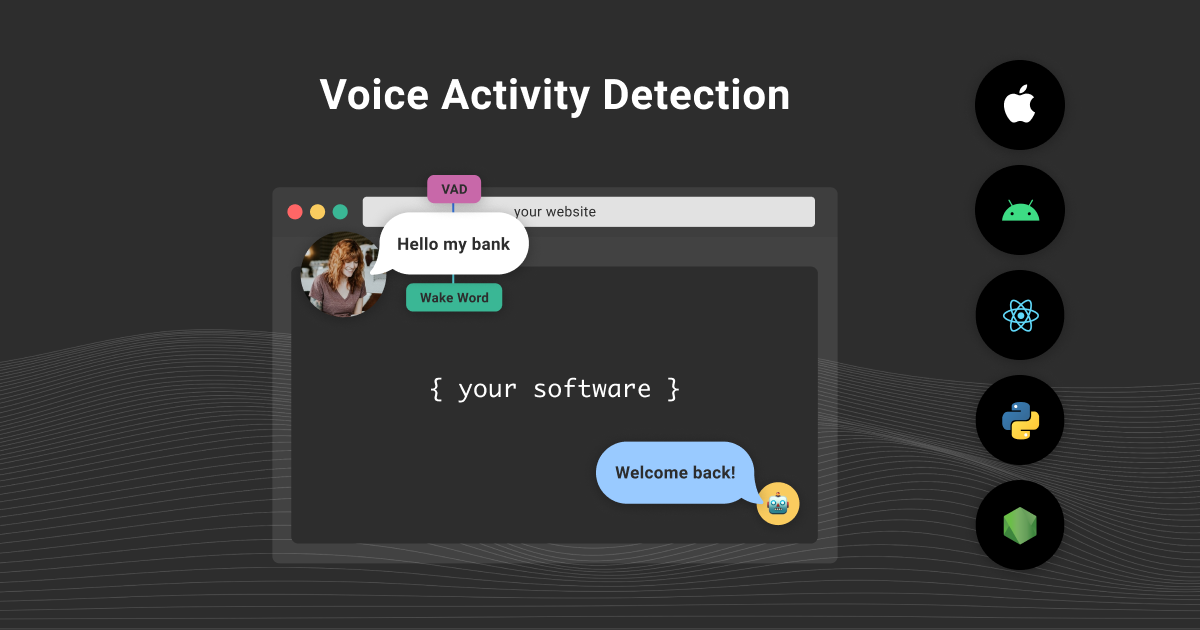 Voice Activity Detection
VAD
your website
Hello my bank
Wake Word
{ your software }
Welcome back!